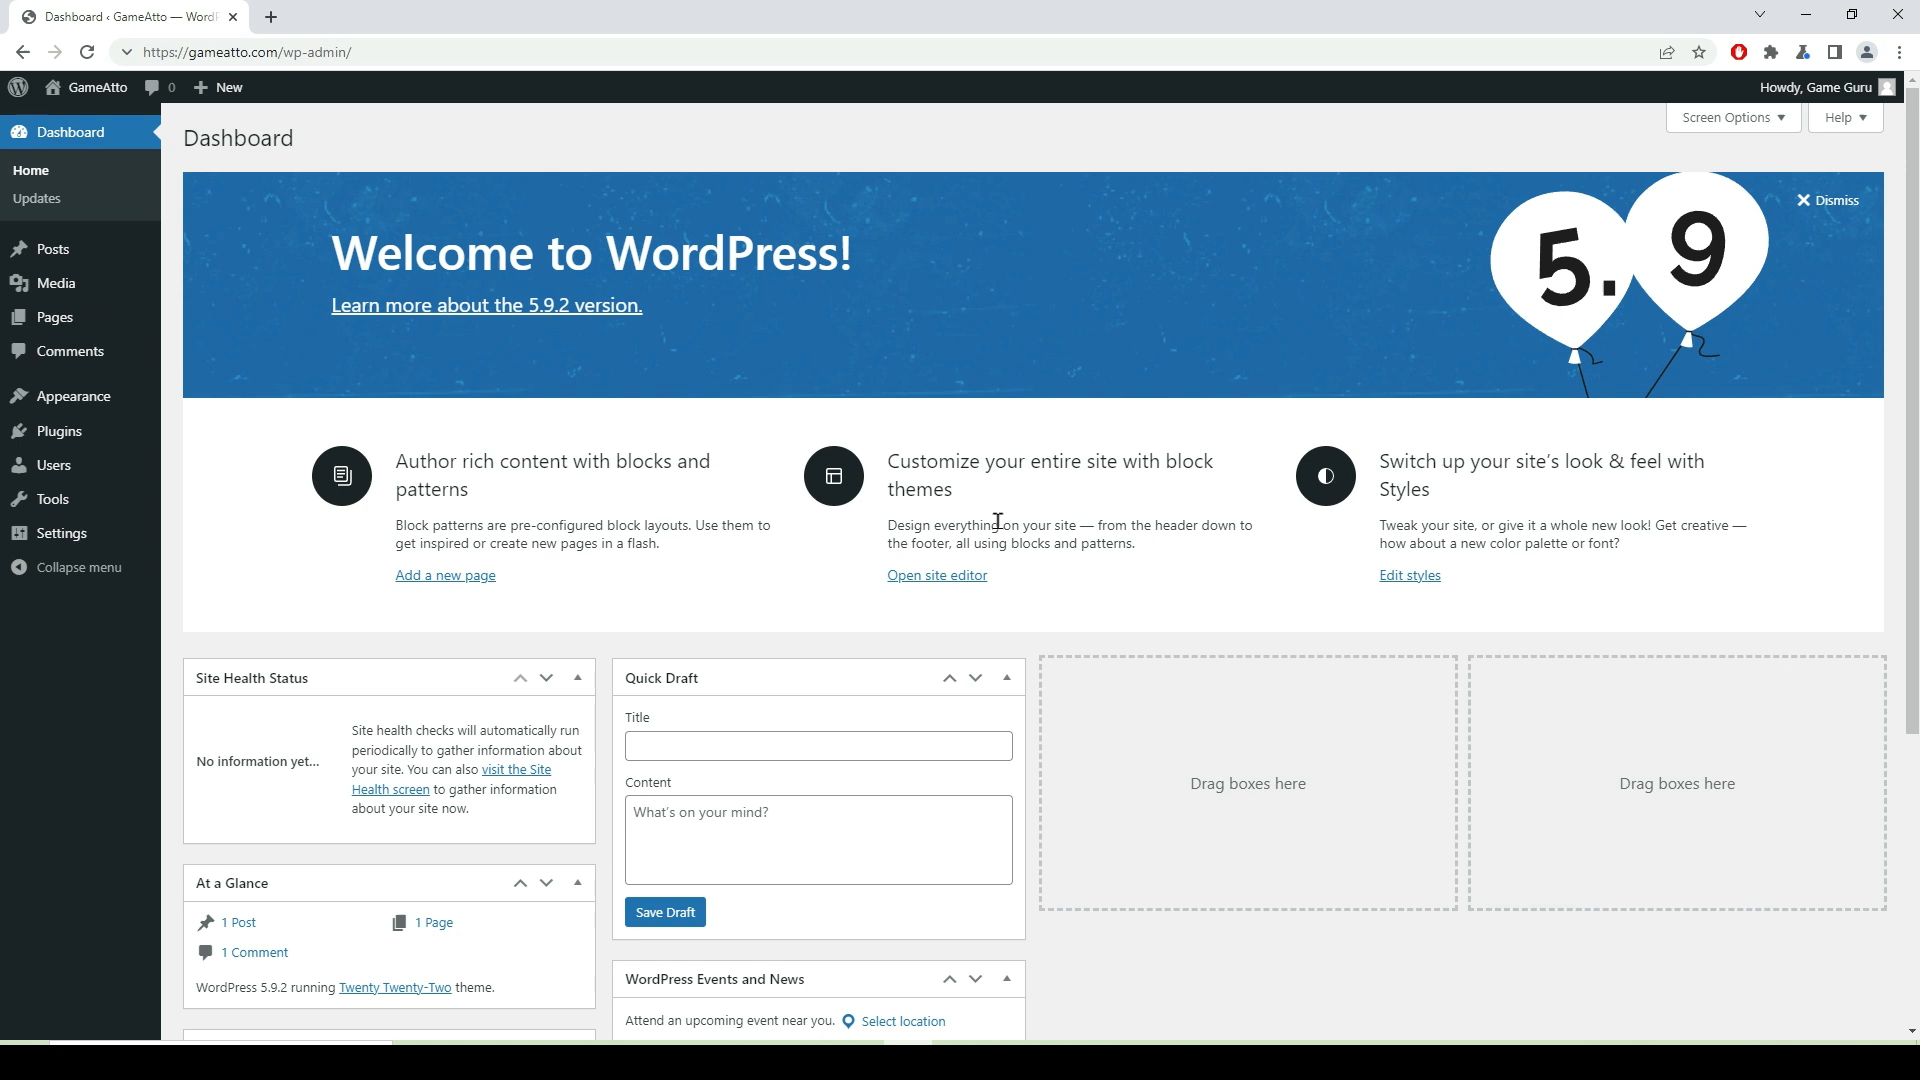 Dashboard ‹ GameAtto — WordP
https://gameatto.com/wp-admin/
GameAtto
0
New
Howdy, Game Guru
Screen Options
Help
Dashboard
Home
Updates
Posts
Media
Pages
Comments
Appearance
Plugins
Users
Tools
Settings
Collapse menu
Dashboard
Dismiss
Welcome to WordPress!
Learn more about the 5.9.2 version.
5.9
Author rich content with blocks and
patterns
Block patterns are pre-configured block layouts. Use them to
get inspired or create new pages in a flash.
Add a new page
Customize your entire site with block
themes
Design everything on your site — from the header down to
the footer, all using blocks and patterns.
Open site editor
Switch up your site's look & feel with
Styles
Tweak your site, or give it a whole new look! Get creative —
how about a new color palette or font?
Edit styles
Site Health Status
No information yet...
Site health checks will automatically run
periodically to gather information about
your site. You can also visit the Site
Health screen to gather information
about your site now.
At a Glance
1 Post
1 Page
1 Comment
WordPress 5.9.2 running Twenty Twenty-Two theme.
Quick Draft
Title
Content
What's on your mind?
Save Draft
WordPress Events and News
Attend an upcoming event near you.
Select location
Drag boxes here
Drag boxes here